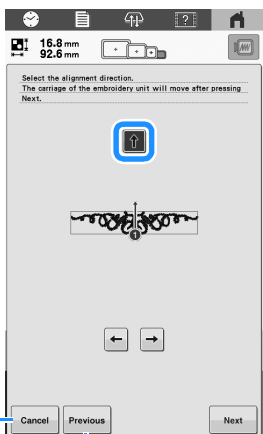 16.8 mm
92.6 mm
Select the alignment direction.
The carriage of the embroidery unit will move after pressing
Next.
1
Cancel
Previous
Next